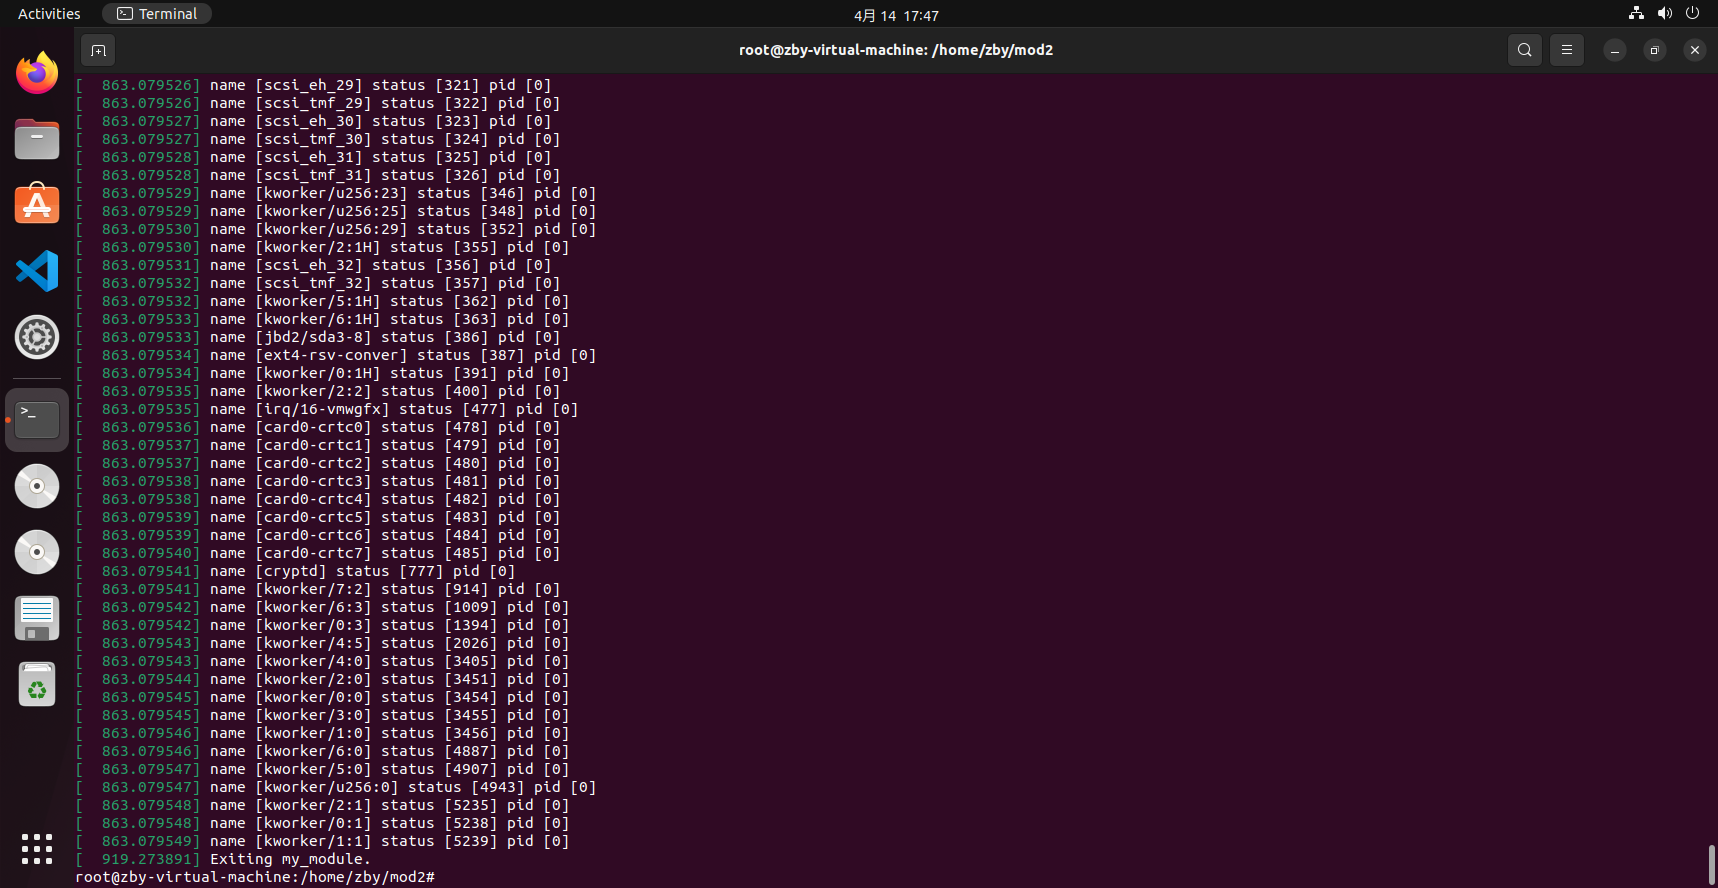 Activities
Terminal
4月 14 17:47
root@zby-virtual-machine: /home/zby/mod2
[  863.079526] name [scsi_eh_29] status [321] pid [0]
[  863.079526] name [scsi_tmf_29] status [322] pid [0]
[  863.079527] name [scsi_eh_30] status [323] pid [0]
[  863.079527] name [scsi_tmf_30] status [324] pid [0]
[  863.079528] name [scsi_eh_31] status [325] pid [0]
[  863.079528] name [scsi_tmf_31] status [326] pid [0]
[  863.079529] name [kworker/u256:23] status [346] pid [0]
[  863.079529] name [kworker/u256:25] status [348] pid [0]
[  863.079530] name [kworker/u256:29] status [352] pid [0]
[  863.079530] name [kworker/2:1H] status [355] pid [0]
[  863.079531] name [scsi_eh_32] status [356] pid [0]
[  863.079532] name [scsi_tmf_32] status [357] pid [0]
[  863.079532] name [kworker/5:1H] status [362] pid [0]
[  863.079533] name [kworker/6:1H] status [363] pid [0]
[  863.079533] name [jbd2/sda3-8] status [386] pid [0]
[  863.079534] name [ext4-rsv-conver] status [387] pid [0]
[  863.079534] name [kworker/0:1H] status [391] pid [0]
[  863.079535] name [kworker/2:2] status [400] pid [0]
[  863.079535] name [irq/16-vmwgfx] status [477] pid [0]
[  863.079536] name [card0-crtc0] status [478] pid [0]
[  863.079537] name [card0-crtc1] status [479] pid [0]
[  863.079537] name [card0-crtc2] status [480] pid [0]
[  863.079538] name [card0-crtc3] status [481] pid [0]
[  863.079538] name [card0-crtc4] status [482] pid [0]
[  863.079539] name [card0-crtc5] status [483] pid [0]
[  863.079539] name [card0-crtc6] status [484] pid [0]
[  863.079540] name [card0-crtc7] status [485] pid [0]
[  863.079541] name [cryptd] status [777] pid [0]
[  863.079541] name [kworker/7:2] status [914] pid [0]
[  863.079542] name [kworker/6:3] status [1009] pid [0]
[  863.079542] name [kworker/0:3] status [1394] pid [0]
[  863.079543] name [kworker/4:5] status [2026] pid [0]
[  863.079543] name [kworker/4:0] status [3405] pid [0]
[  863.079544] name [kworker/2:0] status [3451] pid [0]
[  863.079545] name [kworker/0:0] status [3454] pid [0]
[  863.079545] name [kworker/3:0] status [3455] pid [0]
[  863.079546] name [kworker/1:0] status [3456] pid [0]
[  863.079546] name [kworker/6:0] status [4887] pid [0]
[  863.079547] name [kworker/5:0] status [4907] pid [0]
[  863.079547] name [kworker/u256:0] status [4943] pid [0]
[  863.079548] name [kworker/2:1] status [5235] pid [0]
[  863.079548] name [kworker/0:1] status [5238] pid [0]
[  863.079549] name [kworker/1:1] status [5239] pid [0]
[  919.273891] Exiting my_module.
root@zby-virtual-machine:/home/zby/mod2#